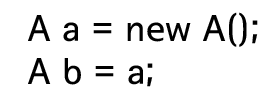 A a = new A();
A b = a;